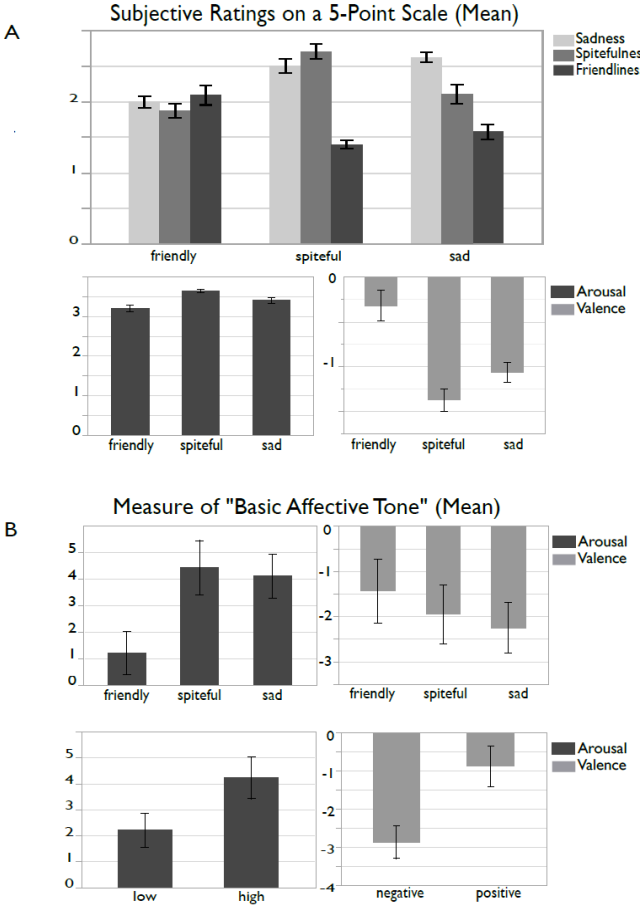 Subjective Ratings on a 5-Point Scale (Mean)
A
Sadness
Spitefulnes
Friendlines
2
1
0
friendly spiteful sad
3
2
1
0
friendly spiteful sad
0
-1
friendly spiteful sad
Arousal
Valence
Measure of "Basic Affective Tone" (Mean)
B
5
4
3
2
1
0
friendly spiteful sad
-1
-2
-3
friendly spiteful sad
Arousal
Valence
5
4
3
2
1
0
low high
0
-1
-2
-3
-4
negative positive
Arousal
Valence